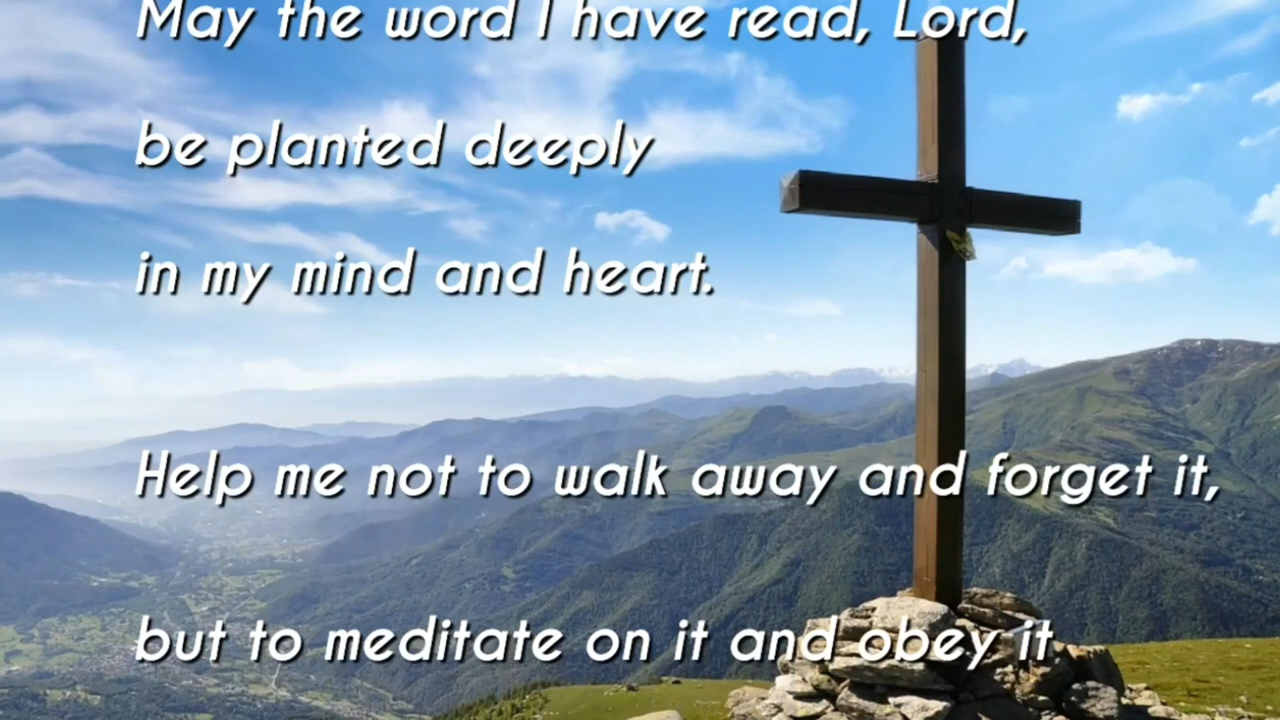 May the word I have read, Lord,
be planted deeply
in my mind and heart.
Help me not to walk away and forget it,
but to meditate on it and obey it